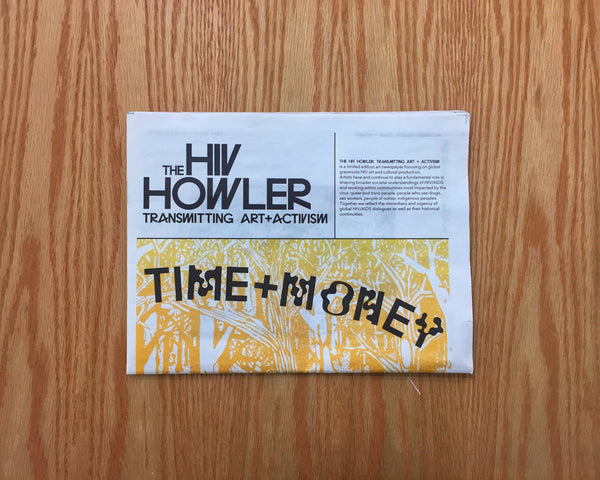 THE HIV
HOWLER
TRANSMITTING ART+ACTIVISM
THE HIV HOWLER: TRANSMITTING ART + ACTIVISM
is a limited edition art newspaper focusing on global
grassroots HIV art and cultural production.
Artists have and continue to play a fundamental role in
shaping broader societal understandings of HIV/AIDS
and working within communities most impacted by the
virus: queer and trans people, people who use drugs,
sex workers, people of colour, indigenous peoples.
Together we reflect the immediacy and urgency of
global HIV/AIDS dialogues as well as their historical
continuities.
TIME+MONEY